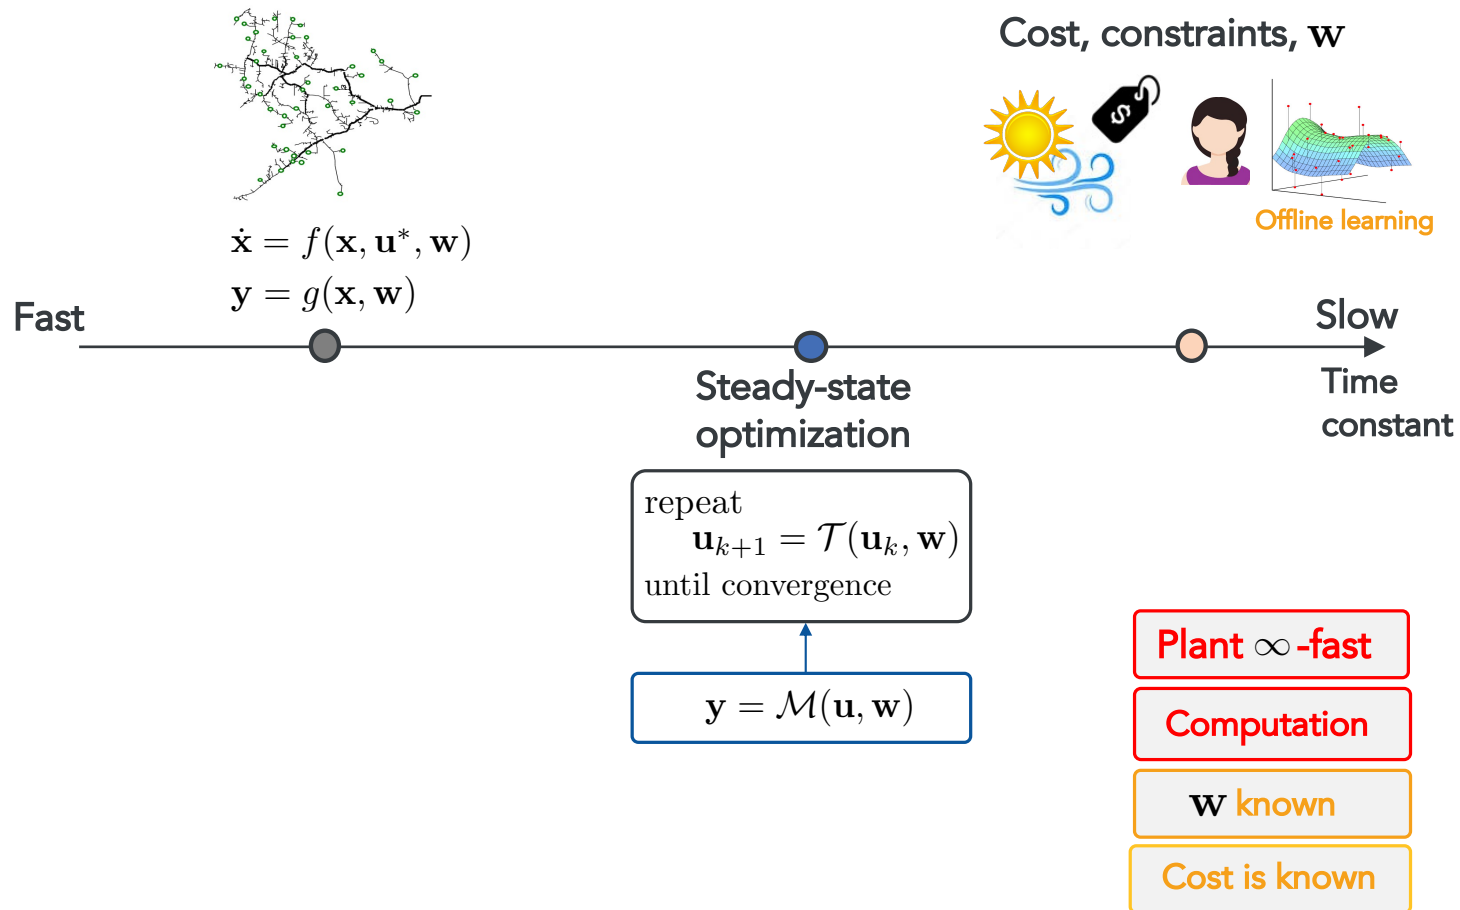 Cost, constraints, w
$
Offline learning
ẋ = f(x, u*, w)
y = g(x, w)
Fast
Slow
Time
constant
Steady-state
optimization
repeat
u_{k+1} = 𝒯(u_k, w)
until convergence
y = ℳ(u, w)
Plant ∞-fast
Computation
w known
Cost is known